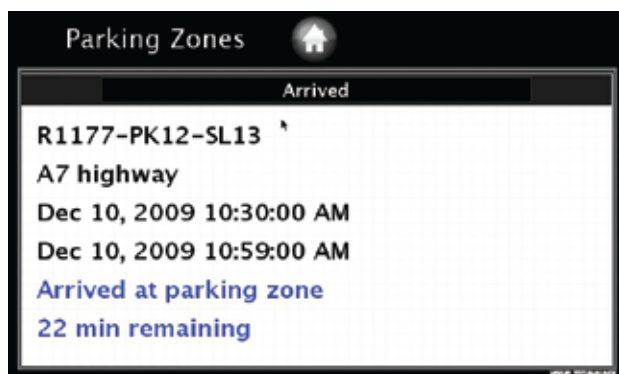 Parking Zones
Arrived
R1177-PK12-SL13
A7 highway
Dec 10, 2009 10:30:00 AM
Dec 10, 2009 10:59:00 AM
Arrived at parking zone
22 min remaining